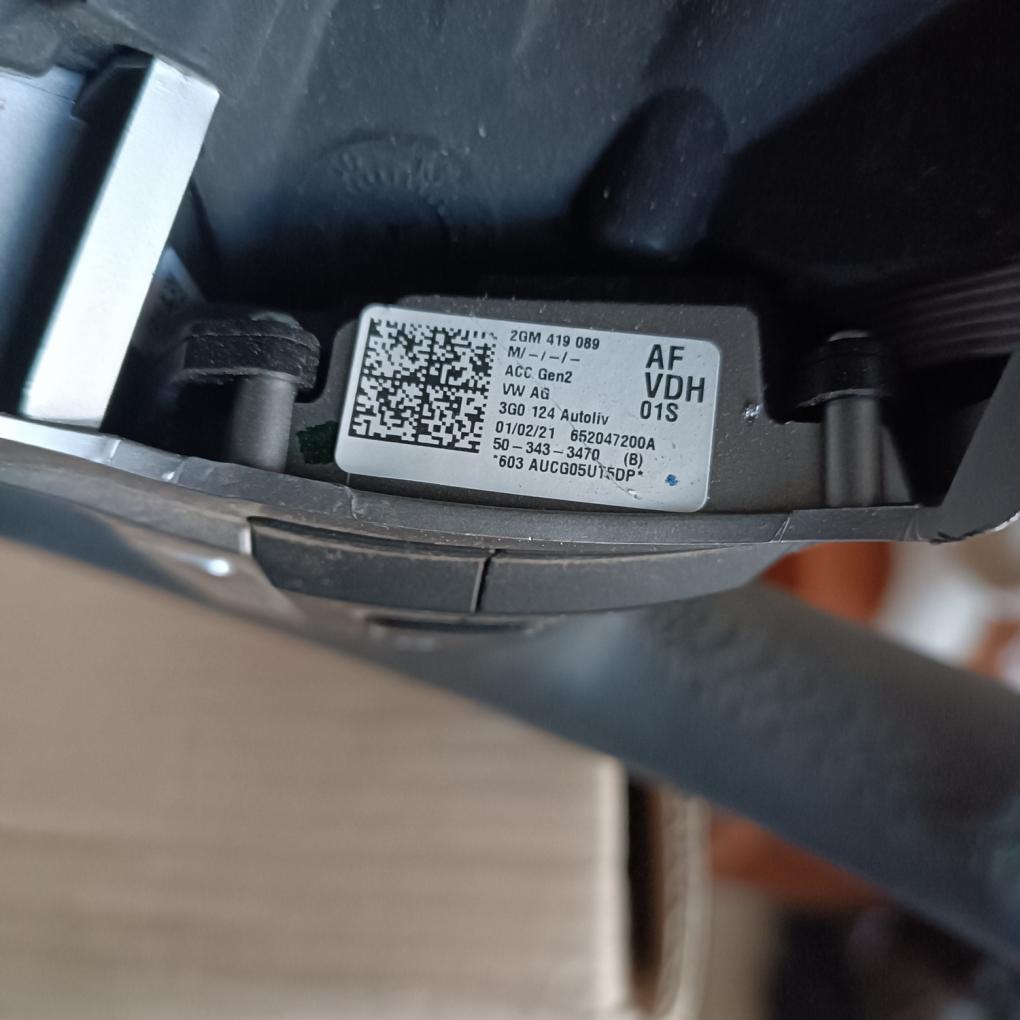 2GM 419 089
M/-/-/-
ACC Gen2
VW AG
3G0 124 Autoliv
01/02/21 652047200A
50-343-3470 (B)
*603 AUCG05UT5DP*
AF
VDH
01S